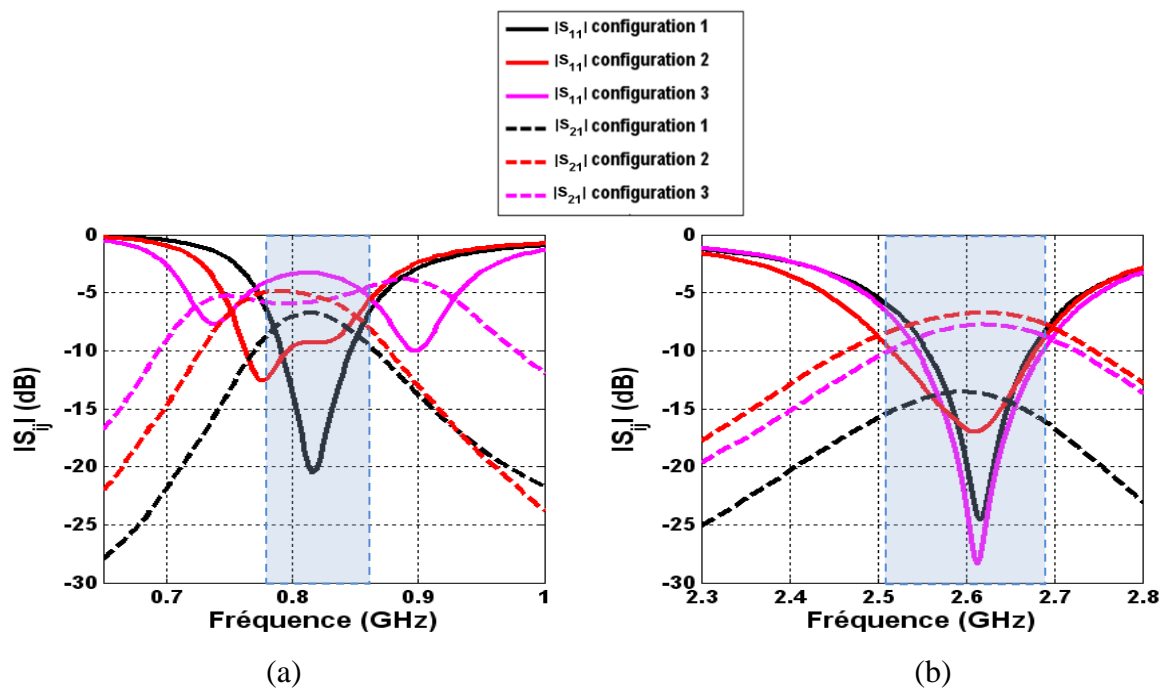 |S11| configuration 1
|S11| configuration 2
|S11| configuration 3
|S21| configuration 1
|S21| configuration 2
|S21| configuration 3
0
-5
-10
-15
-20
-25
-30
|Sij| (dB)
0.7
0.8
0.9
1
Fréquence (GHz)
(a)
0
-5
-10
-15
-20
-25
-30
|Sij| (dB)
2.3
2.4
2.5
2.6
2.7
2.8
Fréquence (GHz)
(b)